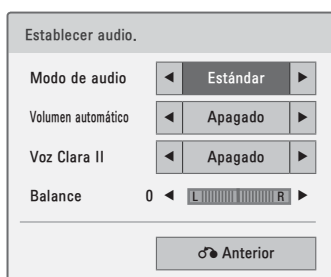 Establecer audio.
Modo de audio ◀ Estándar ▶
Volumen automático ◀ Apagado ▶
Voz Clara II ◀ Apagado ▶
Balance 0 ◀ L R ▶
Anterior